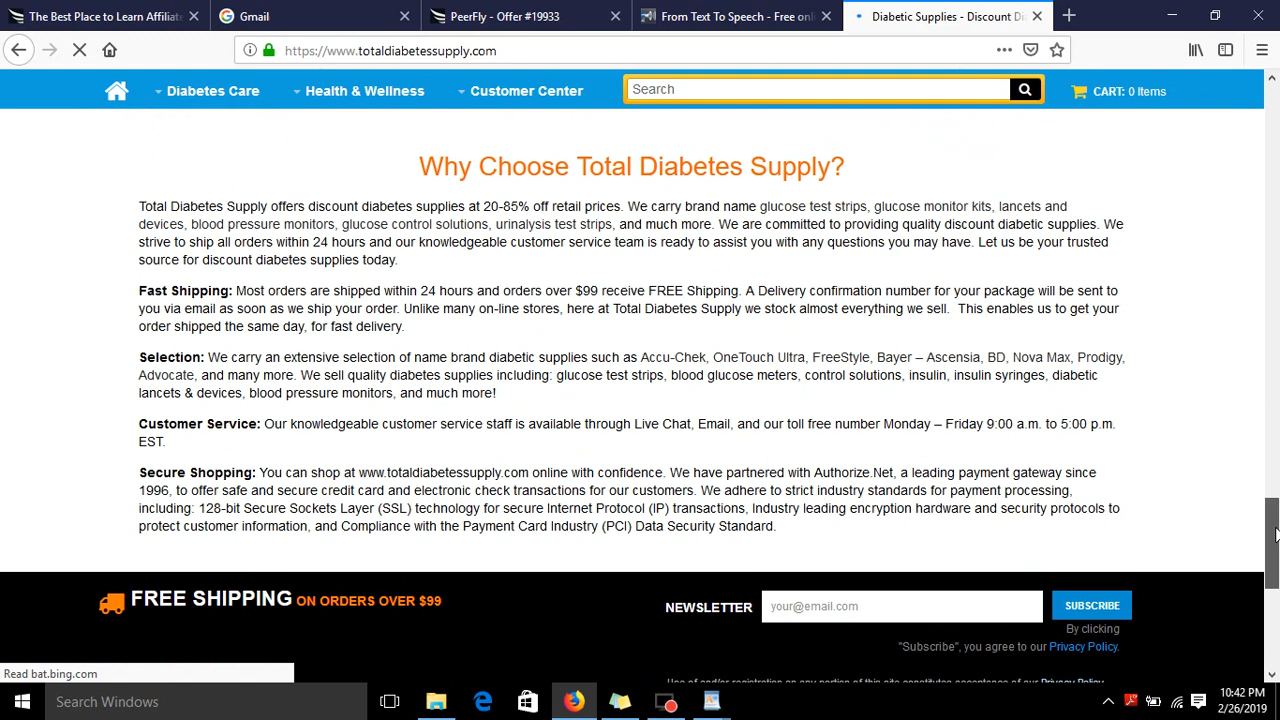 The Best Place to Learn Affiliate
Gmail
PeerFly - Offer #19933
From Text To Speech - Free onl
Diabetic Supplies - Discount Di
https://www.totaldiabetessupply.com
Diabetes Care
Health & Wellness
Customer Center
Search
CART: 0 Items
Why Choose Total Diabetes Supply?
Total Diabetes Supply offers discount diabetes supplies at 20-85% off retail prices. We carry brand name glucose test strips, glucose monitor kits, lancets and
devices, blood pressure monitors, glucose control solutions, urinalysis test strips, and much more. We are committed to providing quality discount diabetic supplies. We
strive to ship all orders within 24 hours and our knowledgeable customer service team is ready to assist you with any questions you may have. Let us be your trusted
source for discount diabetes supplies today.
Fast Shipping: Most orders are shipped within 24 hours and orders over $99 receive FREE Shipping. A Delivery confirmation number for your package will be sent to
you via email as soon as we ship your order. Unlike many on-line stores, here at Total Diabetes Supply we stock almost everything we sell. This enables us to get your
order shipped the same day, for fast delivery.
Selection: We carry an extensive selection of name brand diabetic supplies such as Accu-Chek, OneTouch Ultra, FreeStyle, Bayer – Ascensia, BD, Nova Max, Prodigy,
Advocate, and many more. We sell quality diabetes supplies including: glucose test strips, blood glucose meters, control solutions, insulin, insulin syringes, diabetic
lancets & devices, blood pressure monitors, and much more!
Customer Service: Our knowledgeable customer service staff is available through Live Chat, Email, and our toll free number Monday – Friday 9:00 a.m. to 5:00 p.m.
EST.
Secure Shopping: You can shop at www.totaldiabetessupply.com online with confidence. We have partnered with Authorize.Net, a leading payment gateway since
1996, to offer safe and secure credit card and electronic check transactions for our customers. We adhere to strict industry standards for payment processing,
including: 128-bit Secure Sockets Layer (SSL) technology for secure Internet Protocol (IP) transactions, Industry leading encryption hardware and security protocols to
protect customer information, and Compliance with the Payment Card Industry (PCI) Data Security Standard.
FREE SHIPPING ON ORDERS OVER $99
NEWSLETTER
your@email.com
SUBSCRIBE
By clicking
"Subscribe", you agree to our Privacy Policy.
Use of and/or registration on any portion of this site constitutes acceptance of our Privacy Policy
Read bat.bing.com
Search Windows
10:42 PM
2/26/2019